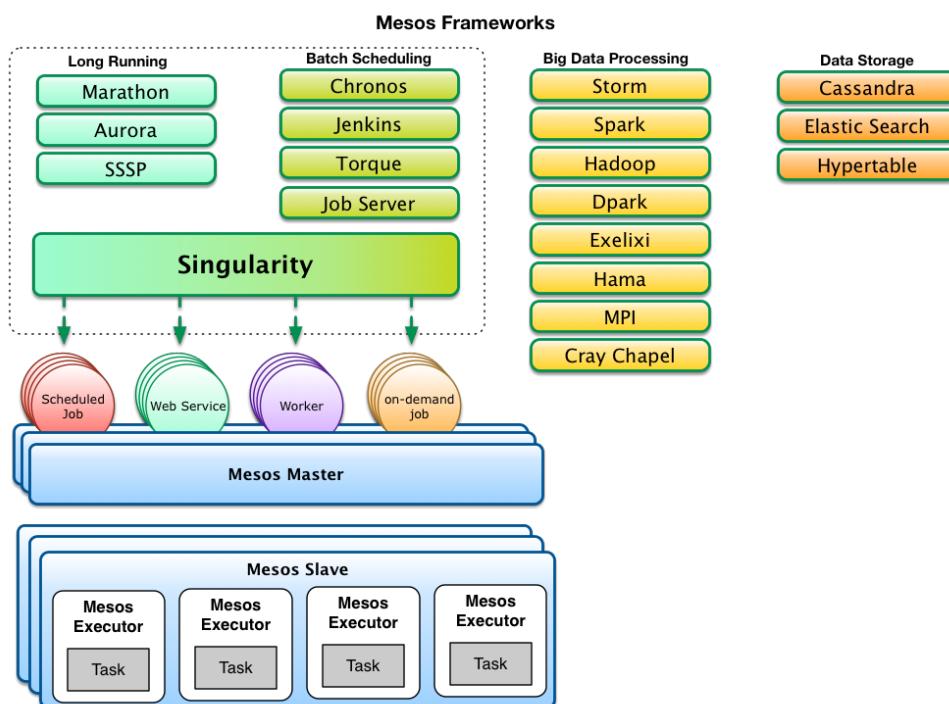 Mesos Frameworks
Long Running
Marathon
Aurora
SSSP
Batch Scheduling
Chronos
Jenkins
Torque
Job Server
Singularity
Big Data Processing
Storm
Spark
Hadoop
Dpark
Exelixi
Hama
MPI
Cray Chapel
Data Storage
Cassandra
Elastic Search
Hypertable
Scheduled
Job
Web Service
Worker
on-demand
job
Mesos Master
Mesos Slave
Mesos
Executor
Task
Mesos
Executor
Task
Mesos
Executor
Task
Mesos
Executor
Task